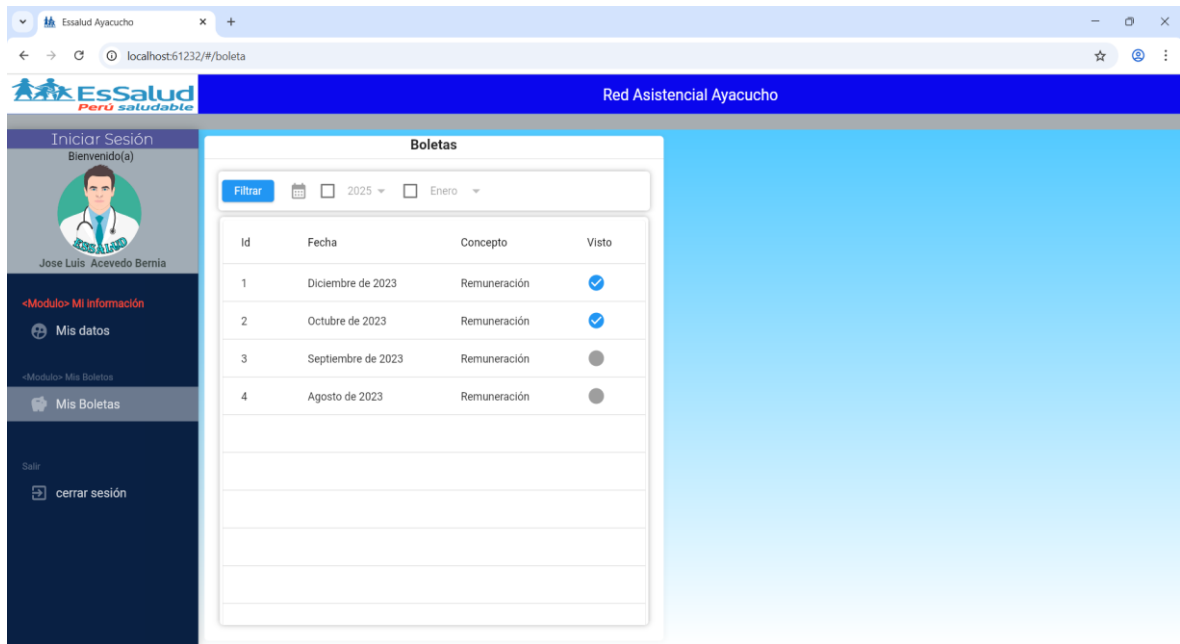 Essalud Ayacucho
localhost:61232/#/boleta
EsSalud
Perú saludable
Red Asistencial Ayacucho
Iniciar Sesión
Bienvenido(a)
ESSALUD
Jose Luis Acevedo Bernia
<Modulo> Mi información
Mis datos
<Modulo> Mis Boletos
Mis Boletas
Salir
cerrar sesión
Boletas
Filtrar 2025 Enero
Id Fecha Concepto Visto
1 Diciembre de 2023 Remuneración
2 Octubre de 2023 Remuneración
3 Septiembre de 2023 Remuneración
4 Agosto de 2023 Remuneración